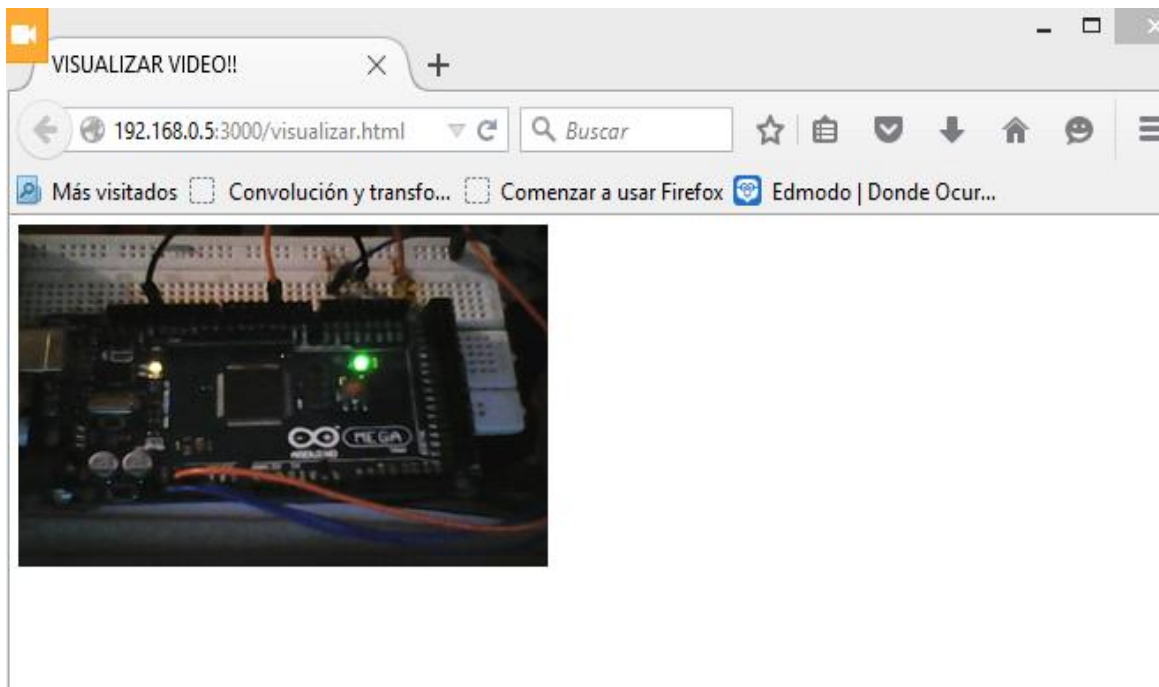 VISUALIZAR VIDEO!!
192.168.0.5:3000/visualizar.html
Buscar
Más visitados
Convolución y transfo...
Comenzar a usar Firefox
Edmodo | Donde Ocur...
MEGA